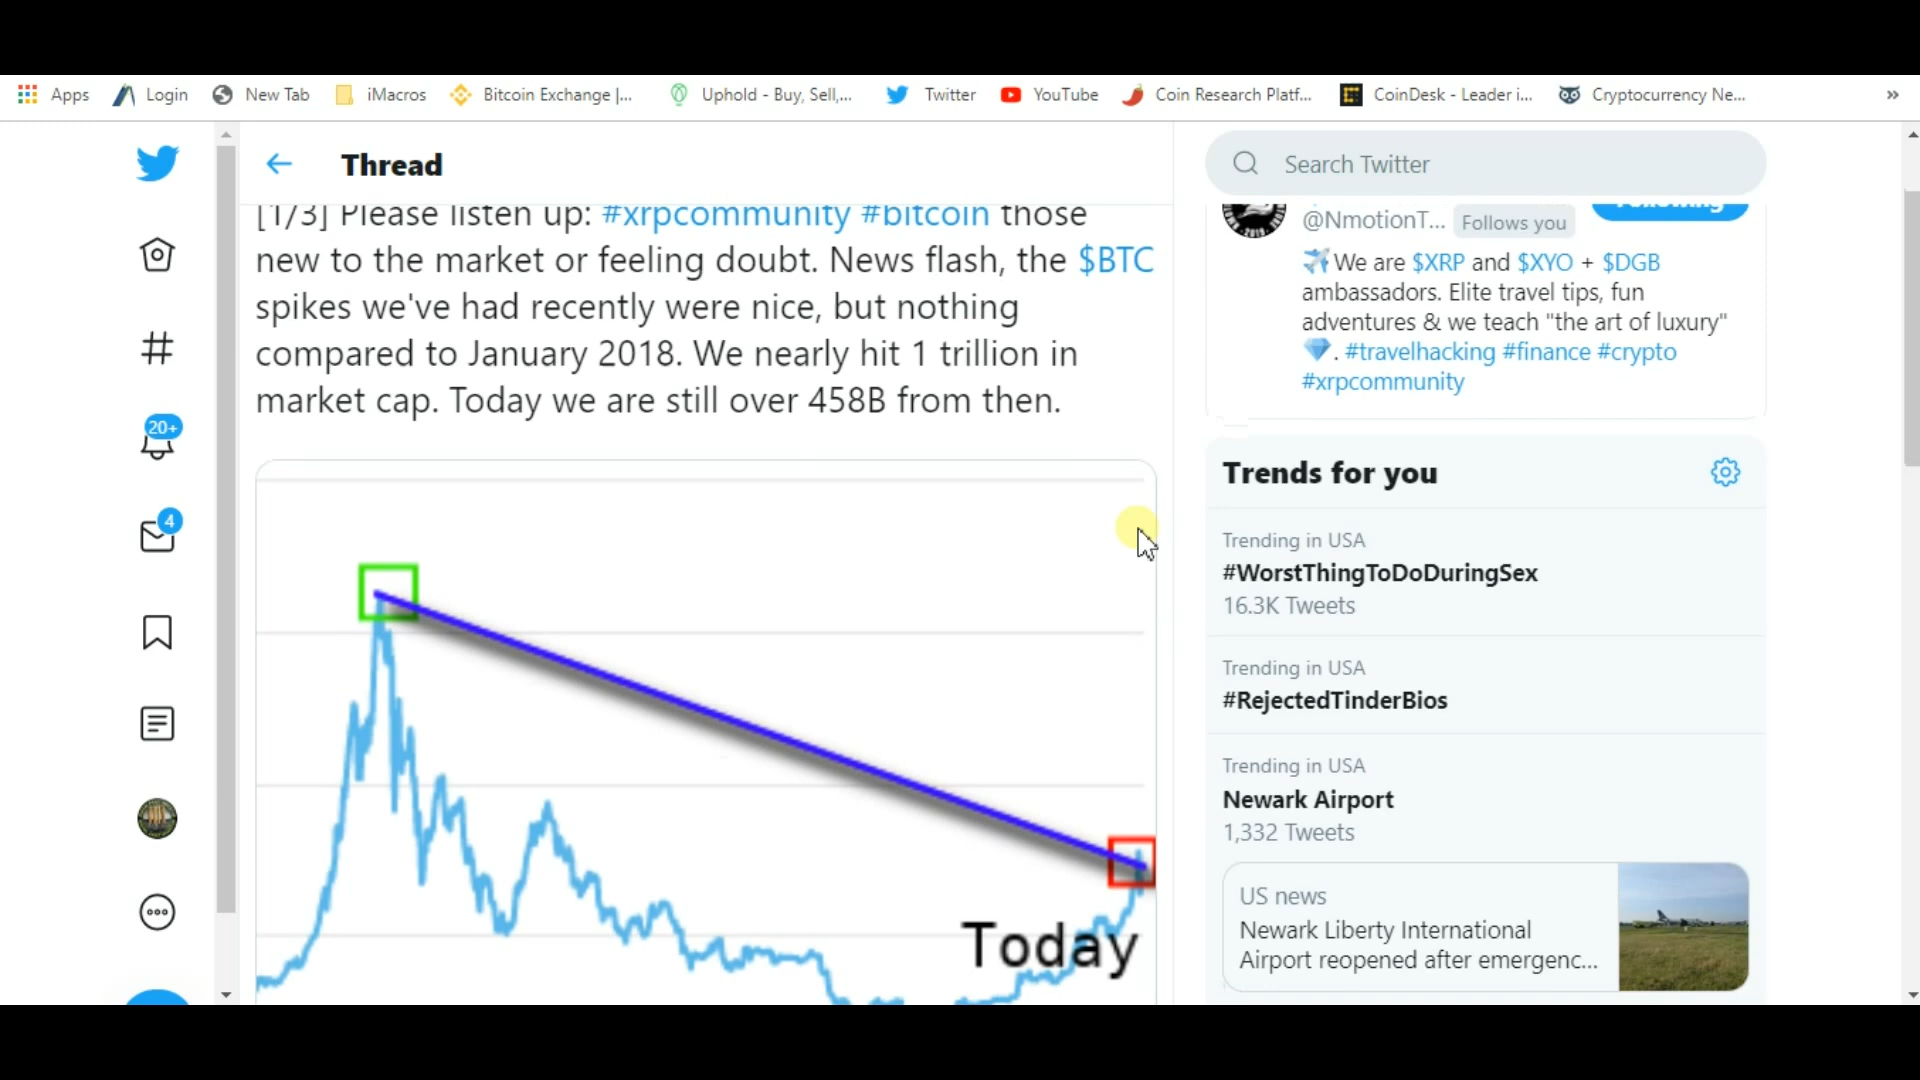 Apps Login New Tab iMacros Bitcoin Exchange |... Uphold - Buy, Sell,... Twitter YouTube Coin Research Platf... CoinDesk - Leader i... Cryptocurrency Ne... »
Thread
[1/3] Please listen up: #xrpcommunity #bitcoin those
new to the market or feeling doubt. News flash, the $BTC
spikes we've had recently were nice, but nothing
compared to January 2018. We nearly hit 1 trillion in
market cap. Today we are still over 458B from then.
Today
20+
4
Search Twitter
@NmotionT... Follows you Following
We are $XRP and $XYO + $DGB
ambassadors. Elite travel tips, fun
adventures & we teach "the art of luxury"
. #travelhacking #finance #crypto
#xrpcommunity
Trends for you
Trending in USA
#WorstThingToDoDuringSex
16.3K Tweets
Trending in USA
#RejectedTinderBios
Trending in USA
Newark Airport
1,332 Tweets
US news
Newark Liberty International
Airport reopened after emergenc...